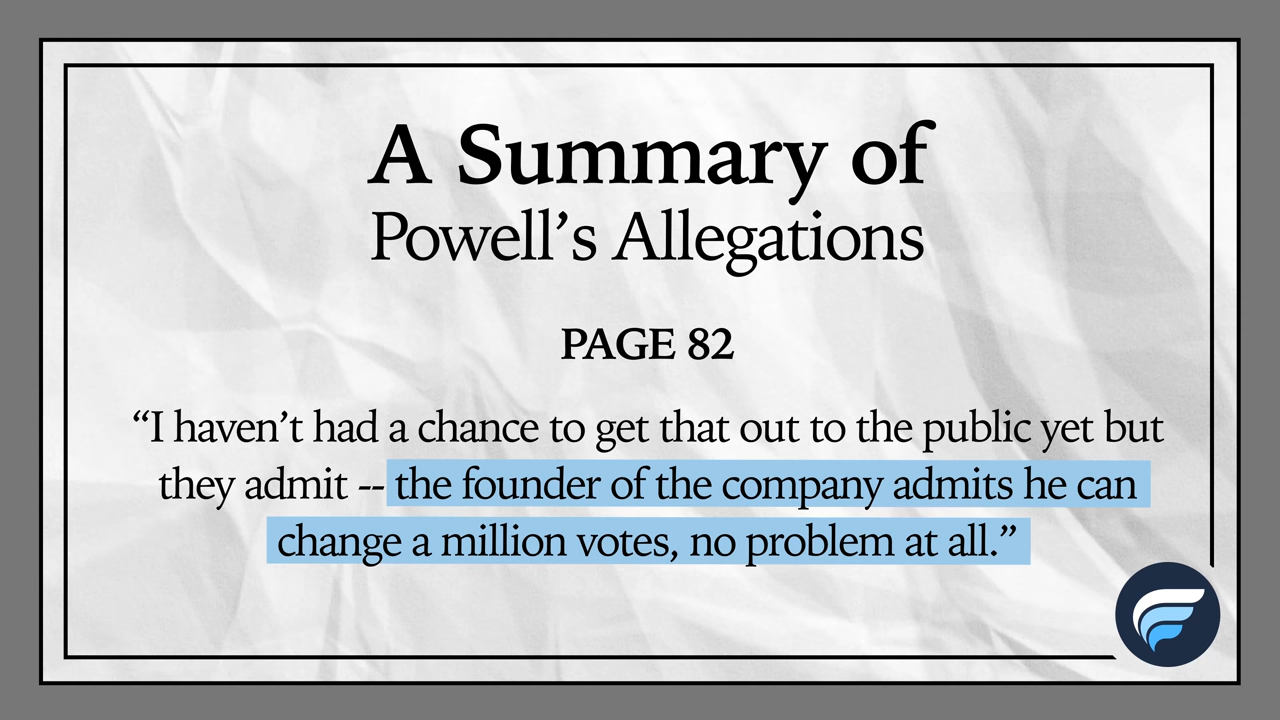 A Summary of
Powell’s Allegations
PAGE 82
“I haven’t had a chance to get that out to the public yet but
they admit -- the founder of the company admits he can
change a million votes, no problem at all.”